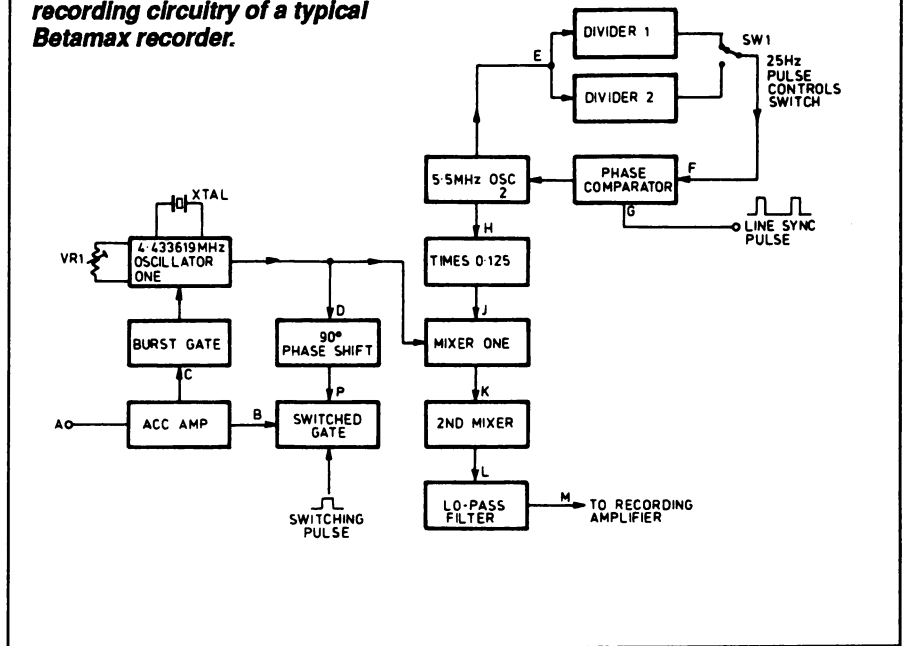 recording circuitry of a typical
Betamax recorder.
DIVIDER 1
SW1
E
25Hz
PULSE
CONTROLS
SWITCH
DIVIDER 2
5·5MHz OSC
2
PHASE
COMPARATOR
F
G
LINE SYNC
PULSE
XTAL
H
VR1
4·433619MHz
OSCILLATOR
ONE
TIMES 0·125
D
J
BURST GATE
90°
PHASE SHIFT
MIXER ONE
C
P
K
A
ACC AMP
B
SWITCHED
GATE
2ND MIXER
L
SWITCHING
PULSE
LO-PASS
FILTER
M
TO RECORDING
AMPLIFIER